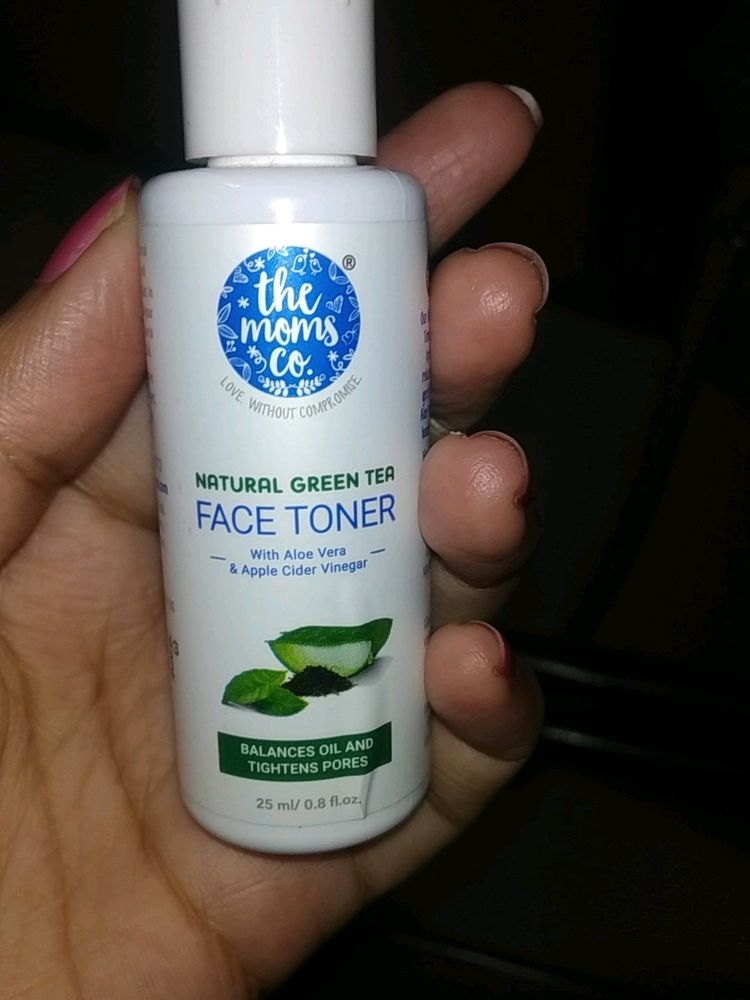 the
moms
co.
®
LOVE. WITHOUT COMPROMISE.
NATURAL GREEN TEA
FACE TONER
With Aloe Vera
& Apple Cider Vinegar
BALANCES OIL AND
TIGHTENS PORES
25 ml/ 0.8 fl.oz.